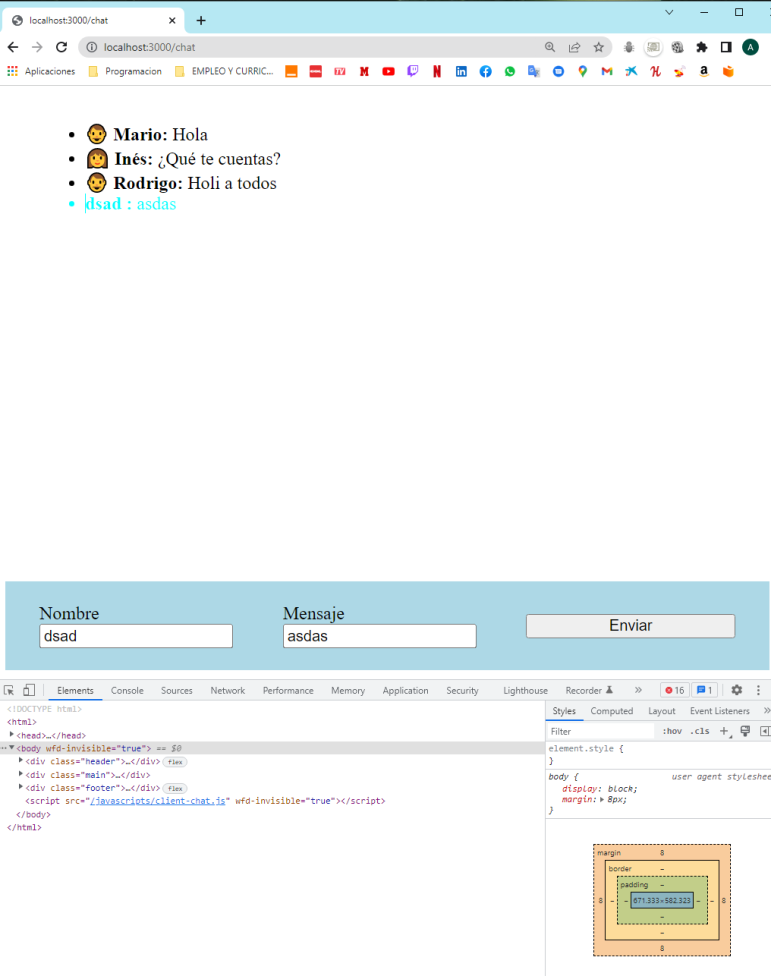 localhost:3000/chat
localhost:3000/chat
A
Aplicaciones
Programacion
EMPLEO Y CURRIC...
Mario: Hola
Inés: ¿Qué te cuentas?
Rodrigo: Holi a todos
dsad : asdas
Nombre
Mensaje
dsad
asdas
Enviar
Elements Console Sources Network Performance Memory Application Security Lighthouse Recorder » 16 1
<!DOCTYPE html>
<html>
<head>…</head>
<body wfd-invisible="true"> == $0
<div class="header">…</div> flex
<div class="main">…</div>
<div class="footer">…</div> flex
<script src="/javascripts/client-chat.js" wfd-invisible="true"></script>
</body>
</html>
Styles Computed Layout Event Listeners »
Filter :hov .cls +
element.style {
}
body { user agent styleshee
display: block;
margin: 8px;
}
margin 8
border –
padding –
8 – – 671.333×582.323 – – 8
–
–
8